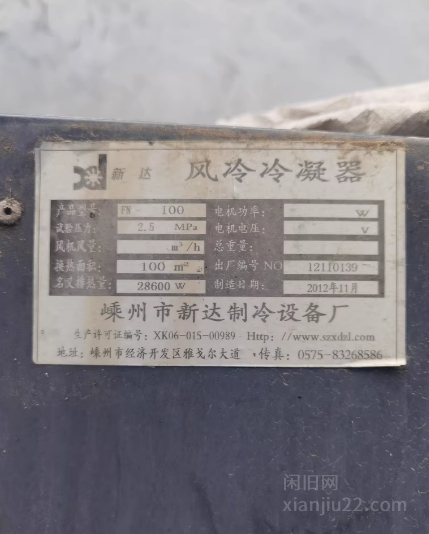 新达 风冷冷凝器
产品型号: FN 100 电机功率: W
试验压力: 2.5 MPa 电机电压: V
风机风量: m³/h 总重量:
换热面积: 100 m² 出厂编号NO 12110139
名义换热量: 28600 W 制造日期: 2012年11月
嵊州市新达制冷设备厂
生产许可证编号: XK06-015-00989 Http://www.szxdzl.com
地址: 嵊州市经济开发区雅戈尔大道 传真: 0575-83268586
闲旧网
xianjiu22.com